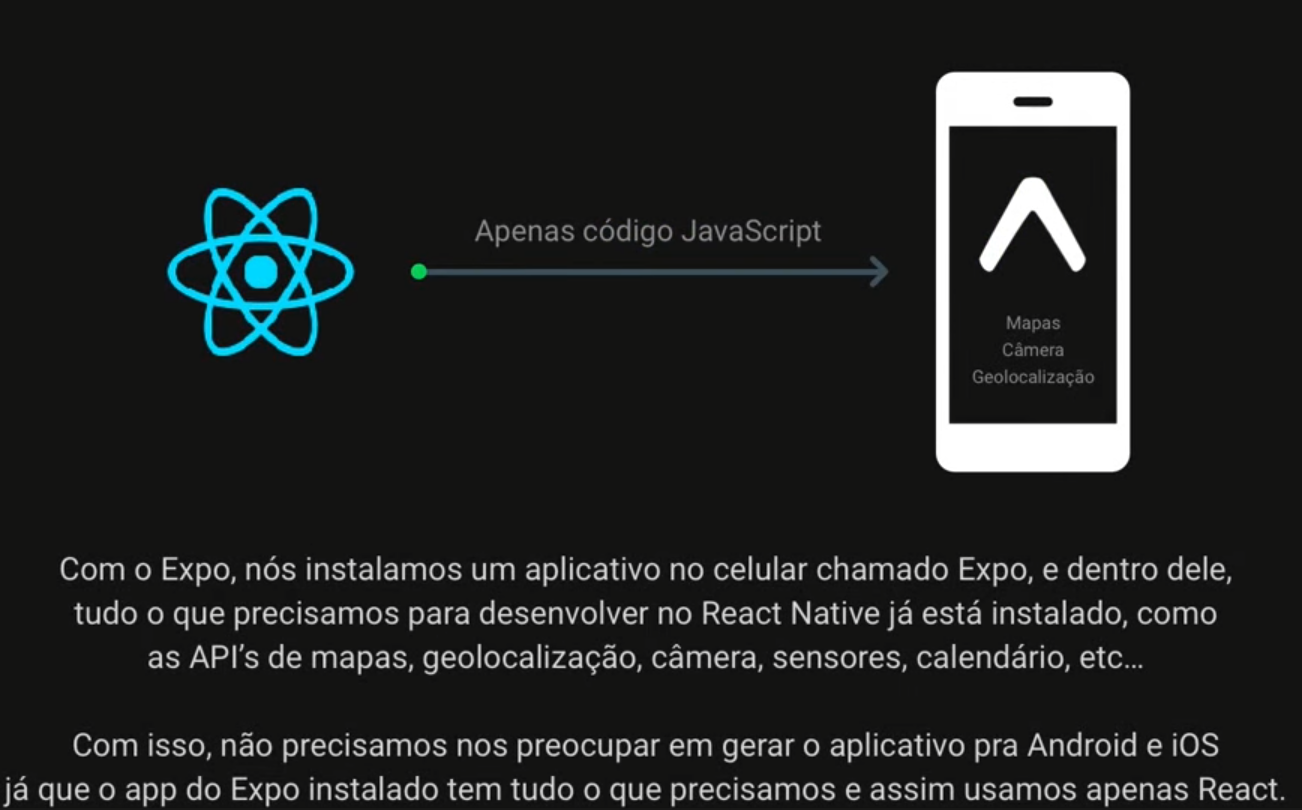 Apenas código JavaScript
Mapas
Câmera
Geolocalização
Com o Expo, nós instalamos um aplicativo no celular chamado Expo, e dentro dele,
tudo o que precisamos para desenvolver no React Native já está instalado, como
as API’s de mapas, geolocalização, câmera, sensores, calendário, etc...
Com isso, não precisamos nos preocupar em gerar o aplicativo pra Android e iOS
já que o app do Expo instalado tem tudo o que precisamos e assim usamos apenas React.